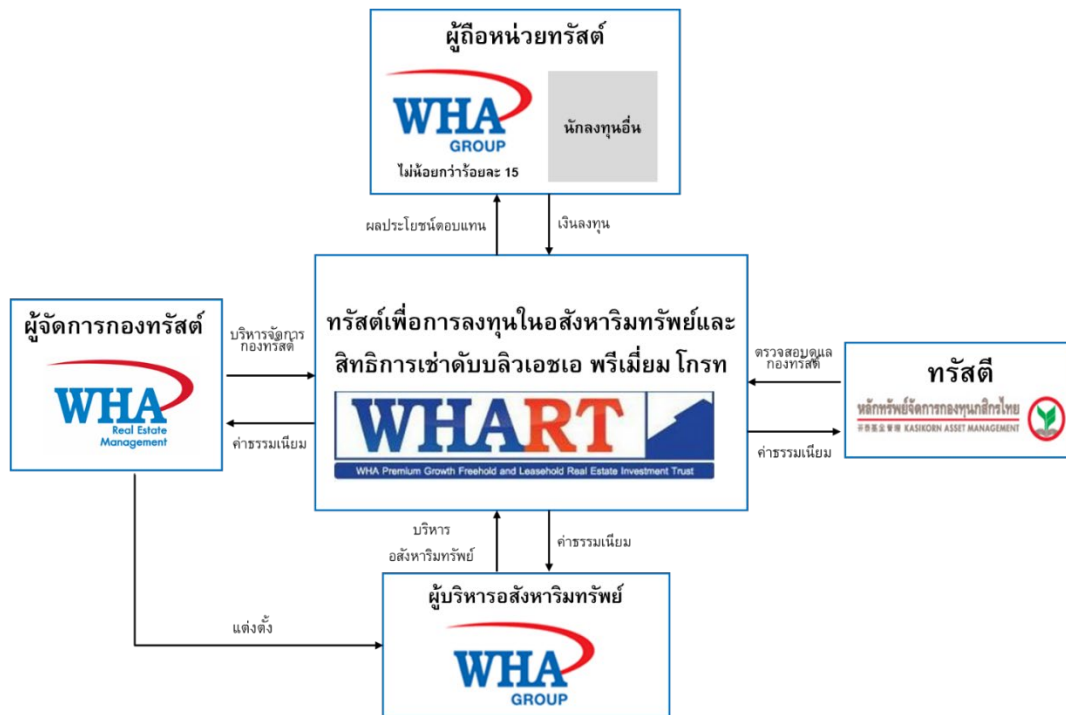 ผู้ถือหน่วยทรัสต์
WHA
GROUP
ไม่น้อยกว่าร้อยละ 15
นักลงทุนอื่น
ผลประโยชน์ตอบแทน
เงินลงทุน
ผู้จัดการกองทรัสต์
WHA
Real Estate
Management
บริหารจัดการ
กองทรัสต์
ค่าธรรมเนียม
ทรัสต์เพื่อการลงทุนในอสังหาริมทรัพย์และ
สิทธิการเช่าดับบลิวเอชเอ พรีเมี่ยม โกรท
WHART
WHA Premium Growth Freehold and Leasehold Real Estate Investment Trust
ตรวจสอบดูแล
กองทรัสต์
ค่าธรรมเนียม
ทรัสตี
หลักทรัพย์จัดการกองทุนกสิกรไทย
开泰基金管理 KASIKORN ASSET MANAGEMENT
บริหาร
อสังหาริมทรัพย์
ค่าธรรมเนียม
แต่งตั้ง
ผู้บริหารอสังหาริมทรัพย์
WHA
GROUP